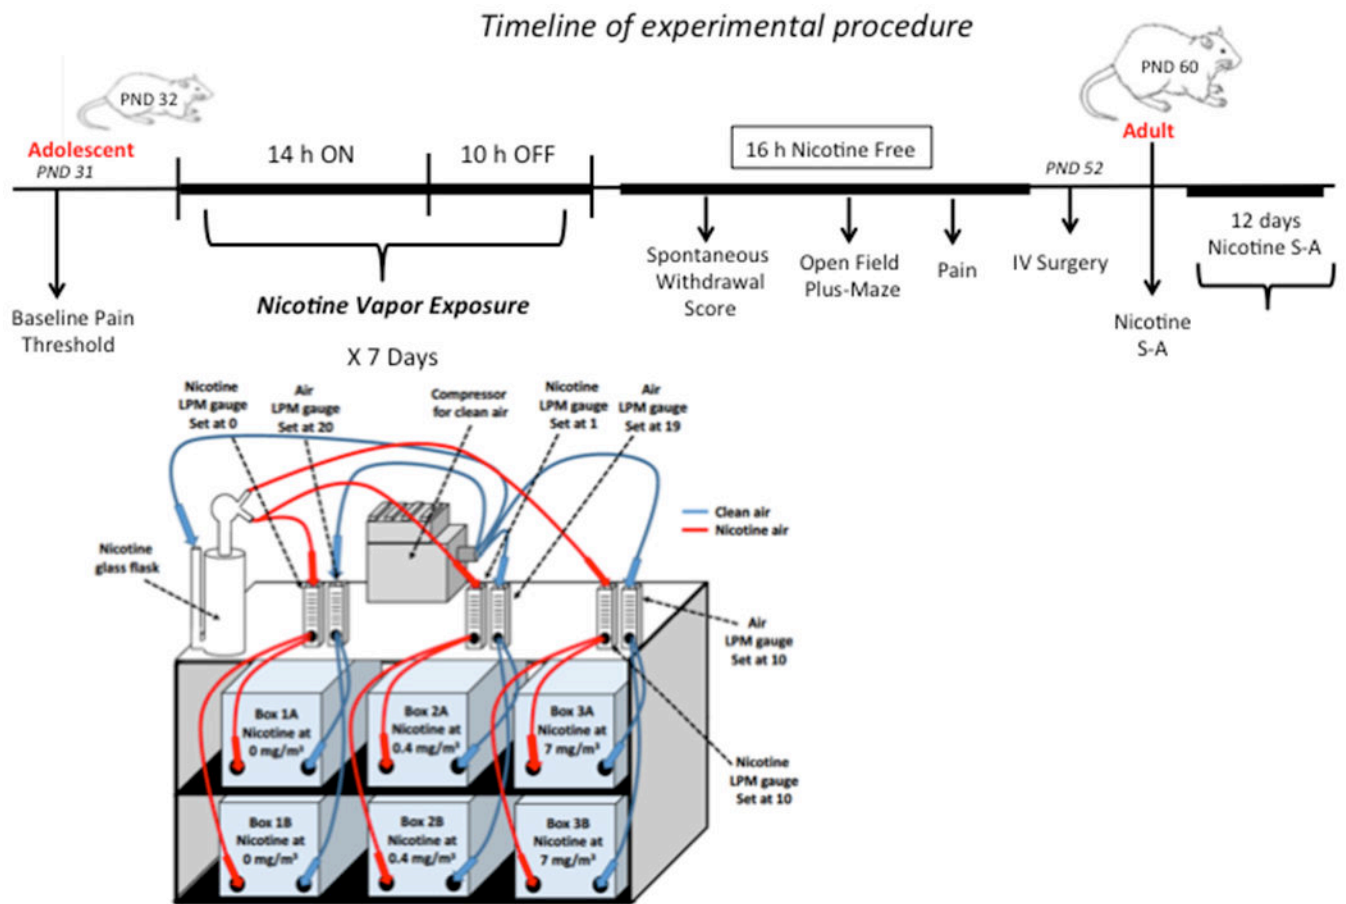 Timeline of experimental procedure
PND 32
PND 60
Adolescent
PND 31
14 h ON
10 h OFF
16 h Nicotine Free
PND 52
Adult
Baseline Pain
Threshold
Nicotine Vapor Exposure
X 7 Days
Spontaneous
Withdrawal
Score
Open Field
Plus-Maze
Pain
IV Surgery
Nicotine
S-A
12 days
Nicotine S-A
Nicotine
LPM gauge
Set at 0
Air
LPM gauge
Set at 20
Compressor
for clean air
Nicotine
LPM gauge
Set at 1
Air
LPM gauge
Set at 19
Clean air
Nicotine air
Nicotine
glass flask
Air
LPM gauge
Set at 10
Nicotine
LPM gauge
Set at 10
Box 1A
Nicotine at
0 mg/m³
Box 2A
Nicotine at
0.4 mg/m³
Box 3A
Nicotine at
7 mg/m³
Box 1B
Nicotine at
0 mg/m³
Box 2B
Nicotine at
0.4 mg/m³
Box 3B
Nicotine at
7 mg/m³